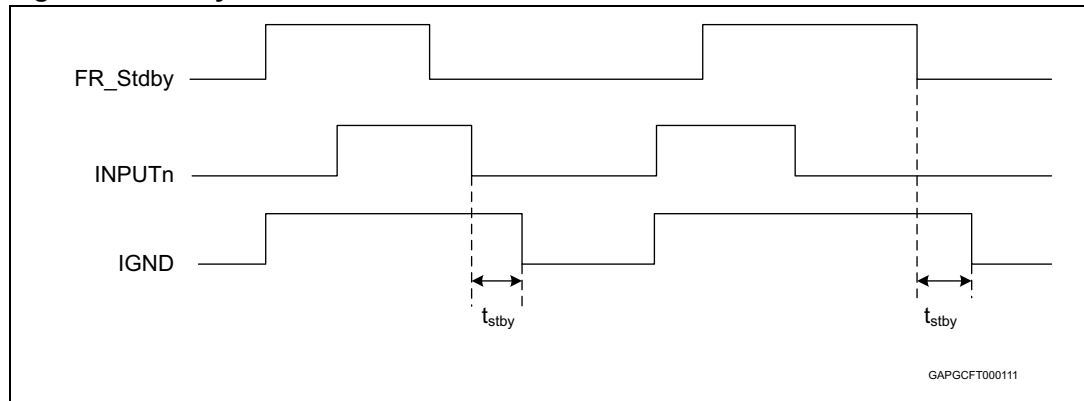 FR_Stdby
INPUTn
IGND
tstby
tstby
GAPGCFT000111